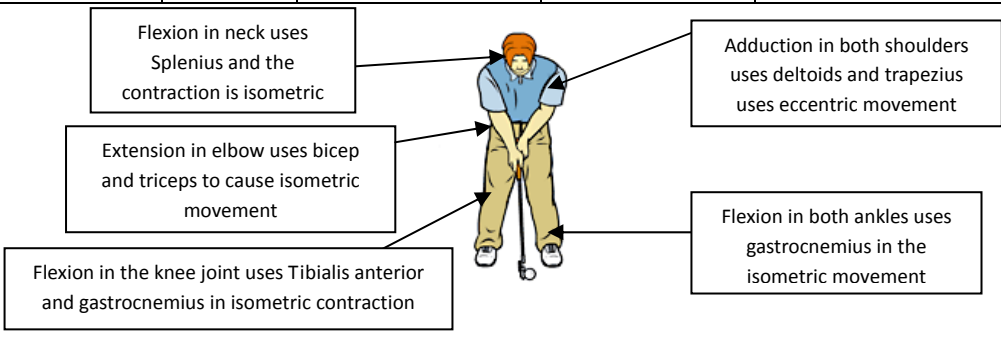 Flexion in neck uses
Splenius and the
contraction is isometric
Adduction in both shoulders
uses deltoids and trapezius
uses eccentric movement
Extension in elbow uses bicep
and triceps to cause isometric
movement
Flexion in both ankles uses
gastrocnemius in the
isometric movement
Flexion in the knee joint uses Tibialis anterior
and gastrocnemius in isometric contraction